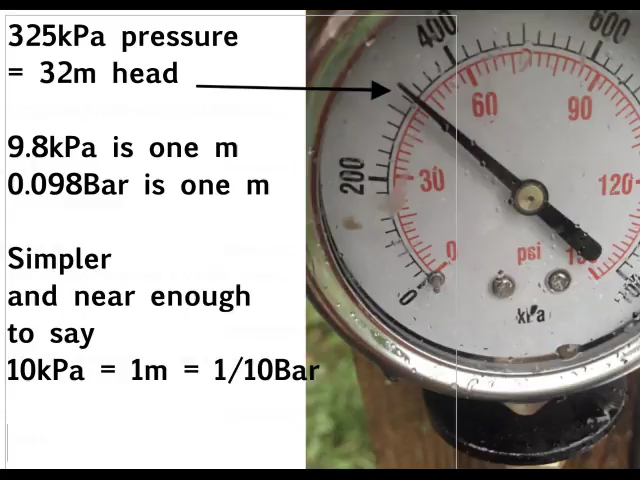 325kPa pressure
= 32m head
9.8kPa is one m
0.098Bar is one m
Simpler
and near enough
to say
10kPa = 1m = 1/10Bar
400
600
60
90
200
30
120
0
psi
0
kPa